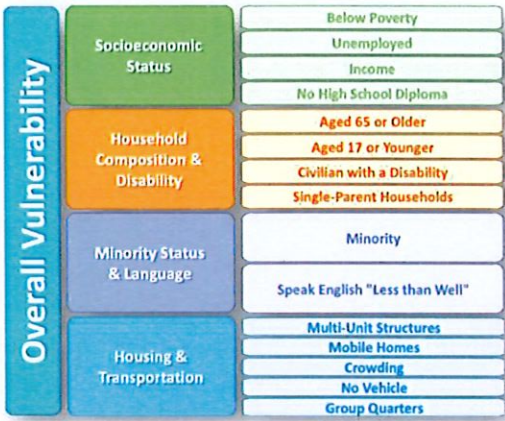 Overall Vulnerability
Socioeconomic
Status
Below Poverty
Unemployed
Income
No High School Diploma
Household
Composition &
Disability
Aged 65 or Older
Aged 17 or Younger
Civilian with a Disability
Single-Parent Households
Minority Status
& Language
Minority
Speak English "Less than Well"
Housing &
Transportation
Multi-Unit Structures
Mobile Homes
Crowding
No Vehicle
Group Quarters